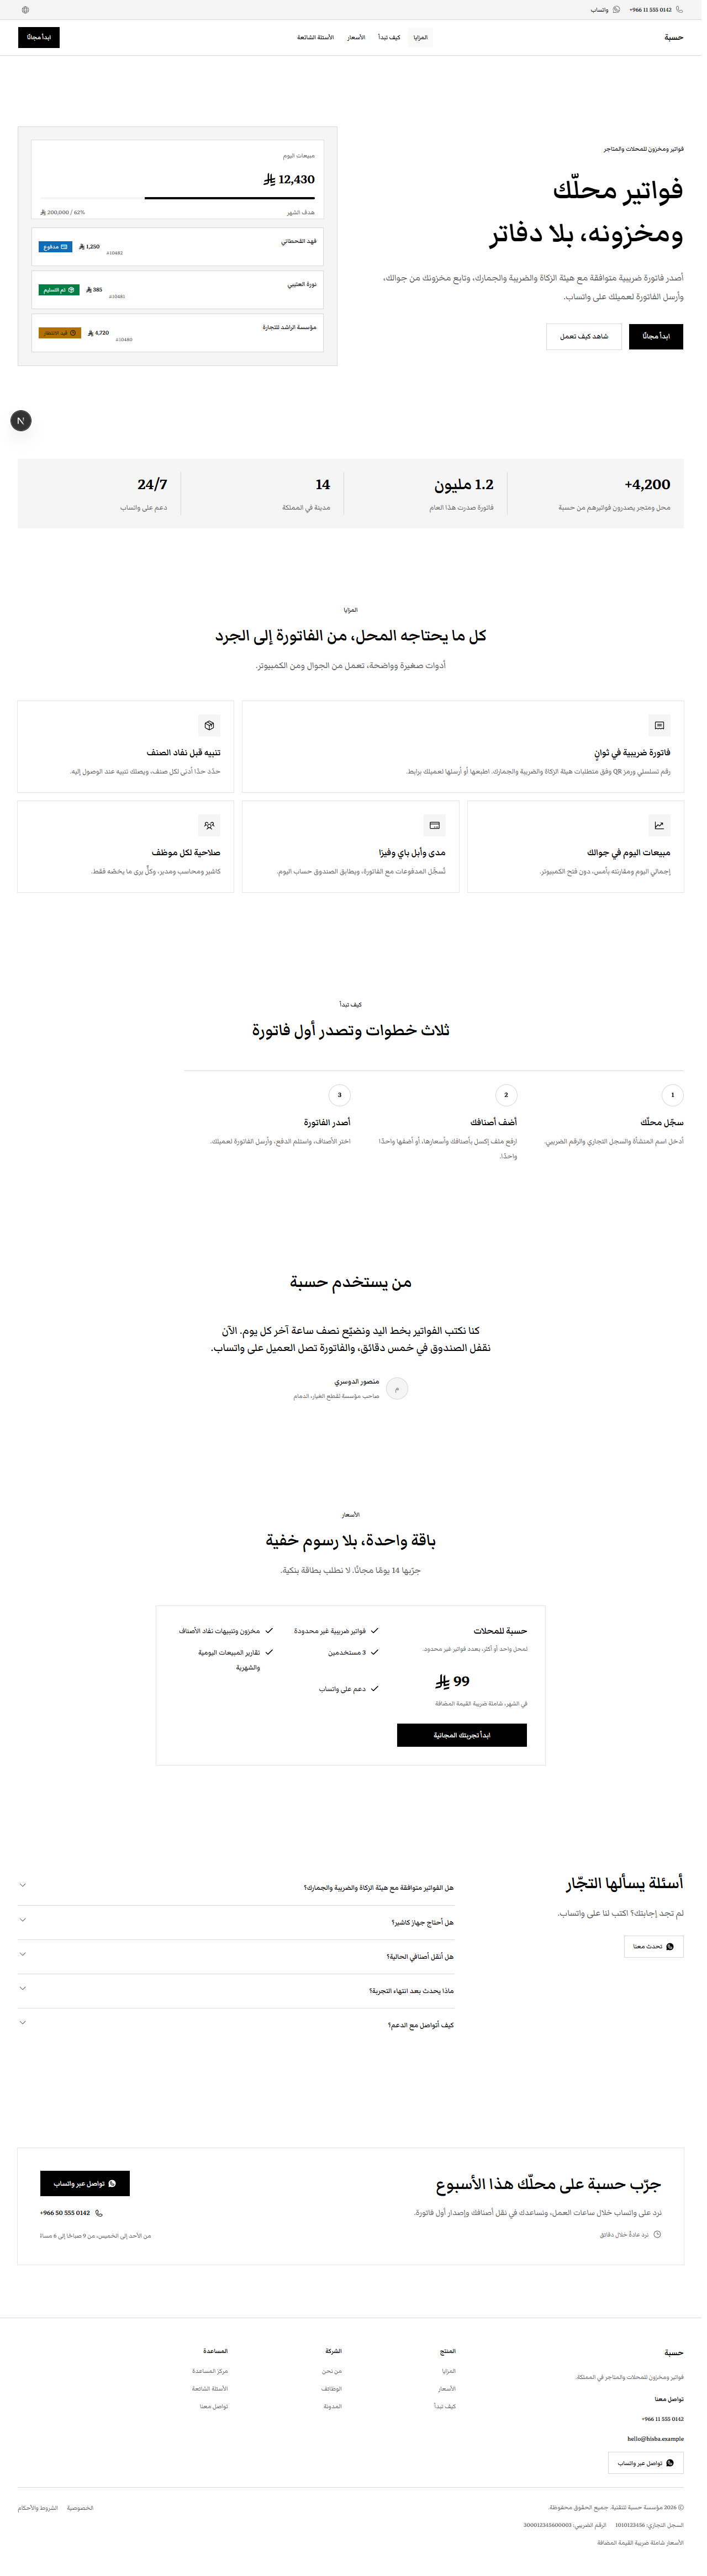 +966 11 555 0142
واتساب
حسبة
المزايا
كيف تبدأ
الأسعار
الأسئلة الشائعة
ابدأ مجانًا
فواتير ومخزون للمحلات والمتاجر
فواتير محلّك
ومخزونه، بلا دفاتر
أصدر فاتورة ضريبية متوافقة مع هيئة الزكاة والضريبة والجمارك، وتابع مخزونك من جوالك،
وأرسل الفاتورة لعميلك على واتساب.
ابدأ مجانًا
شاهد كيف تعمل
مبيعات اليوم
12,430
هدف الشهر
62% / 200,000
فهد القحطاني
1,250
مدفوع
#10482
نورة العتيبي
385
تم التسليم
#10481
مؤسسة الراشد للتجارة
4,720
قيد الانتظار
#10480
N
+4,200
محل ومتجر يصدرون فواتيرهم من حسبة
1.2 مليون
فاتورة صدرت هذا العام
14
مدينة في المملكة
24/7
دعم على واتساب
المزايا
كل ما يحتاجه المحل، من الفاتورة إلى الجرد
أدوات صغيرة وواضحة، تعمل من الجوال ومن الكمبيوتر.
فاتورة ضريبية في ثوانٍ
رقم تسلسلي ورمز QR وفق متطلبات هيئة الزكاة والضريبة والجمارك. اطبعها أو أرسلها لعميلك برابط.
تنبيه قبل نفاد الصنف
حدّد حدًا أدنى لكل صنف، ويصلك تنبيه عند الوصول إليه.
مبيعات اليوم في جوالك
إجمالي اليوم ومقارنته بأمس، دون فتح الكمبيوتر.
مدى وأبل باي وفيزا
تُسجّل المدفوعات مع الفاتورة، ويطابق الصندوق حساب اليوم.
صلاحية لكل موظف
كاشير ومحاسب ومدير، وكلٌّ يرى ما يخصّه فقط.
كيف تبدأ
ثلاث خطوات وتصدر أول فاتورة
1
سجّل محلّك
أدخل اسم المنشأة والسجل التجاري والرقم الضريبي.
2
أضف أصنافك
ارفع ملف إكسل بأصنافك وأسعارها، أو أضفها واحدًا
واحدًا.
3
أصدر الفاتورة
اختر الأصناف، واستلم الدفع، وأرسل الفاتورة لعميلك.
من يستخدم حسبة
كنا نكتب الفواتير بخط اليد ونضيّع نصف ساعة آخر كل يوم. الآن
نقفل الصندوق في خمس دقائق، والفاتورة تصل العميل على واتساب.
م
منصور الدوسري
صاحب مؤسسة لقطع الغيار، الدمام
الأسعار
باقة واحدة، بلا رسوم خفية
جرّبها 14 يومًا مجانًا. لا نطلب بطاقة بنكية.
حسبة للمحلات
لمحل واحد أو أكثر، بعدد فواتير غير محدود.
99
في الشهر، شاملة ضريبة القيمة المضافة
ابدأ تجربتك المجانية
فواتير ضريبية غير محدودة
مخزون وتنبيهات نفاد الأصناف
3 مستخدمين
تقارير المبيعات اليومية
والشهرية
دعم على واتساب
أسئلة يسألها التجّار
لم تجد إجابتك؟ اكتب لنا على واتساب.
تحدث معنا
هل الفواتير متوافقة مع هيئة الزكاة والضريبة والجمارك؟
هل أحتاج جهاز كاشير؟
هل أنقل أصنافي الحالية؟
ماذا يحدث بعد انتهاء التجربة؟
كيف أتواصل مع الدعم؟
جرّب حسبة على محلّك هذا الأسبوع
نرد على واتساب خلال ساعات العمل، ونساعدك في نقل أصنافك وإصدار أول فاتورة.
نرد عادةً خلال دقائق
تواصل عبر واتساب
+966 50 555 0142
من الأحد إلى الخميس، من 9 صباحًا إلى 6 مساءً
حسبة
فواتير ومخزون للمحلات والمتاجر في المملكة.
تواصل معنا
+966 11 555 0142
hello@hisba.example
تواصل عبر واتساب
المنتج
المزايا
الأسعار
كيف تبدأ
الشركة
من نحن
الوظائف
المدونة
المساعدة
مركز المساعدة
الأسئلة الشائعة
تواصل معنا
© 2026 مؤسسة حسبة للتقنية. جميع الحقوق محفوظة.
السجل التجاري: 1010123456
الرقم الضريبي: 300012345600003
الأسعار شاملة ضريبة القيمة المضافة
الخصوصية
الشروط والأحكام